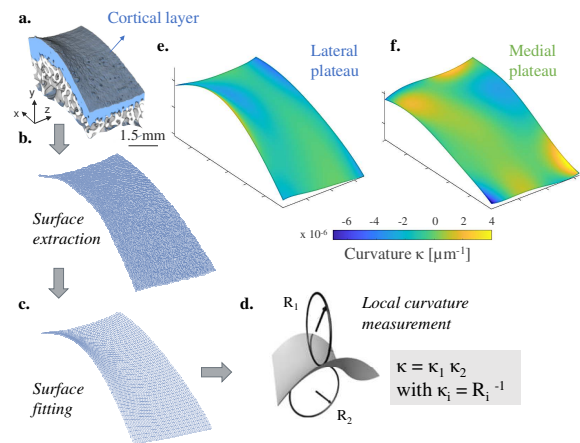 a.
Cortical layer
y
x
z
1.5 mm
b.
Surface
extraction
c.
Surface
fitting
d.
R1
R2
Local curvature
measurement
κ = κ1 κ2
with κi = Ri -1
e.
Lateral
plateau
f.
Medial
plateau
x 10-6
-6 -4 -2 0 2 4
Curvature κ [µm-1]